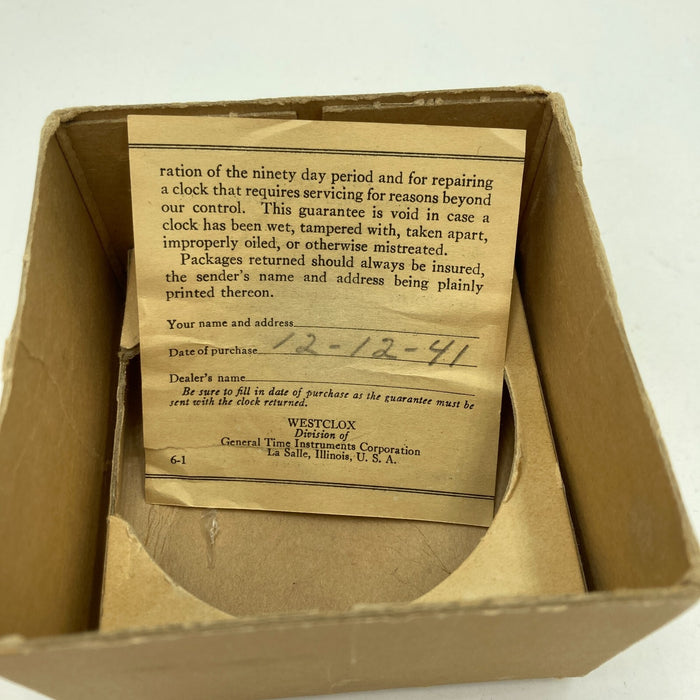 ration of the ninety day period and for repairing
a clock that requires servicing for reasons beyond
our control. This guarantee is void in case a
clock has been wet, tampered with, taken apart,
improperly oiled, or otherwise mistreated.
Packages returned should always be insured,
the sender's name and address being plainly
printed thereon.
Your name and address
Date of purchase 12-12-41
Dealer's name
Be sure to fill in date of purchase as the guarantee must be
sent with the clock returned.
WESTCLOX
Division of
General Time Instruments Corporation
La Salle, Illinois, U. S. A.
6-1